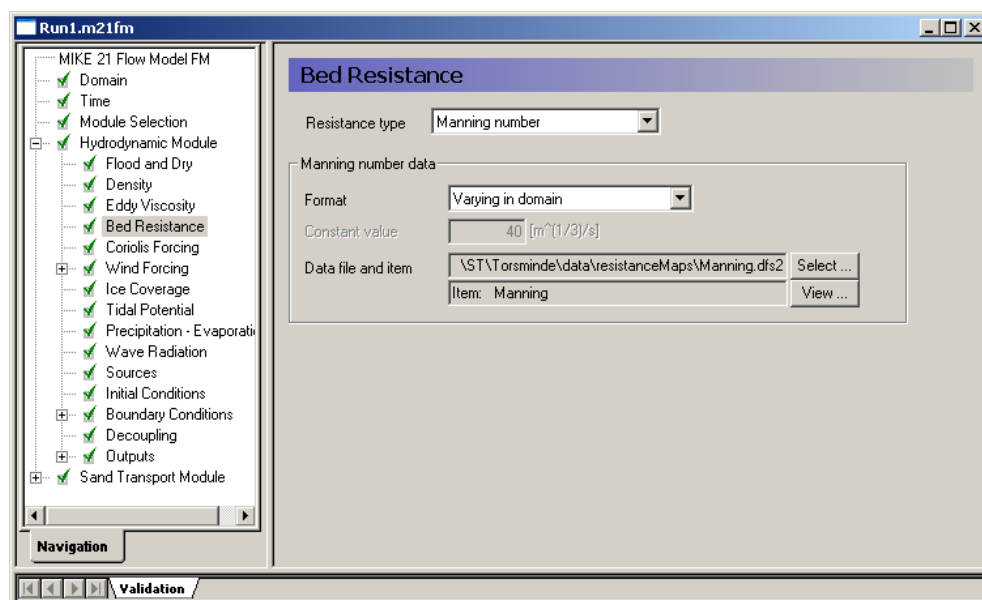 Run1.m21fm
MIKE 21 Flow Model FM
Domain
Time
Module Selection
Hydrodynamic Module
Flood and Dry
Density
Eddy Viscosity
Bed Resistance
Coriolis Forcing
Wind Forcing
Ice Coverage
Tidal Potential
Precipitation - Evaporati
Wave Radiation
Sources
Initial Conditions
Boundary Conditions
Decoupling
Outputs
Sand Transport Module
Navigation
Bed Resistance
Resistance type Manning number
Manning number data
Format Varying in domain
Constant value 40 [m^(1/3)/s]
Data file and item \ST\Torsminde\data\resistanceMaps\Manning.dfs2 Select ...
Item: Manning View ...
Validation